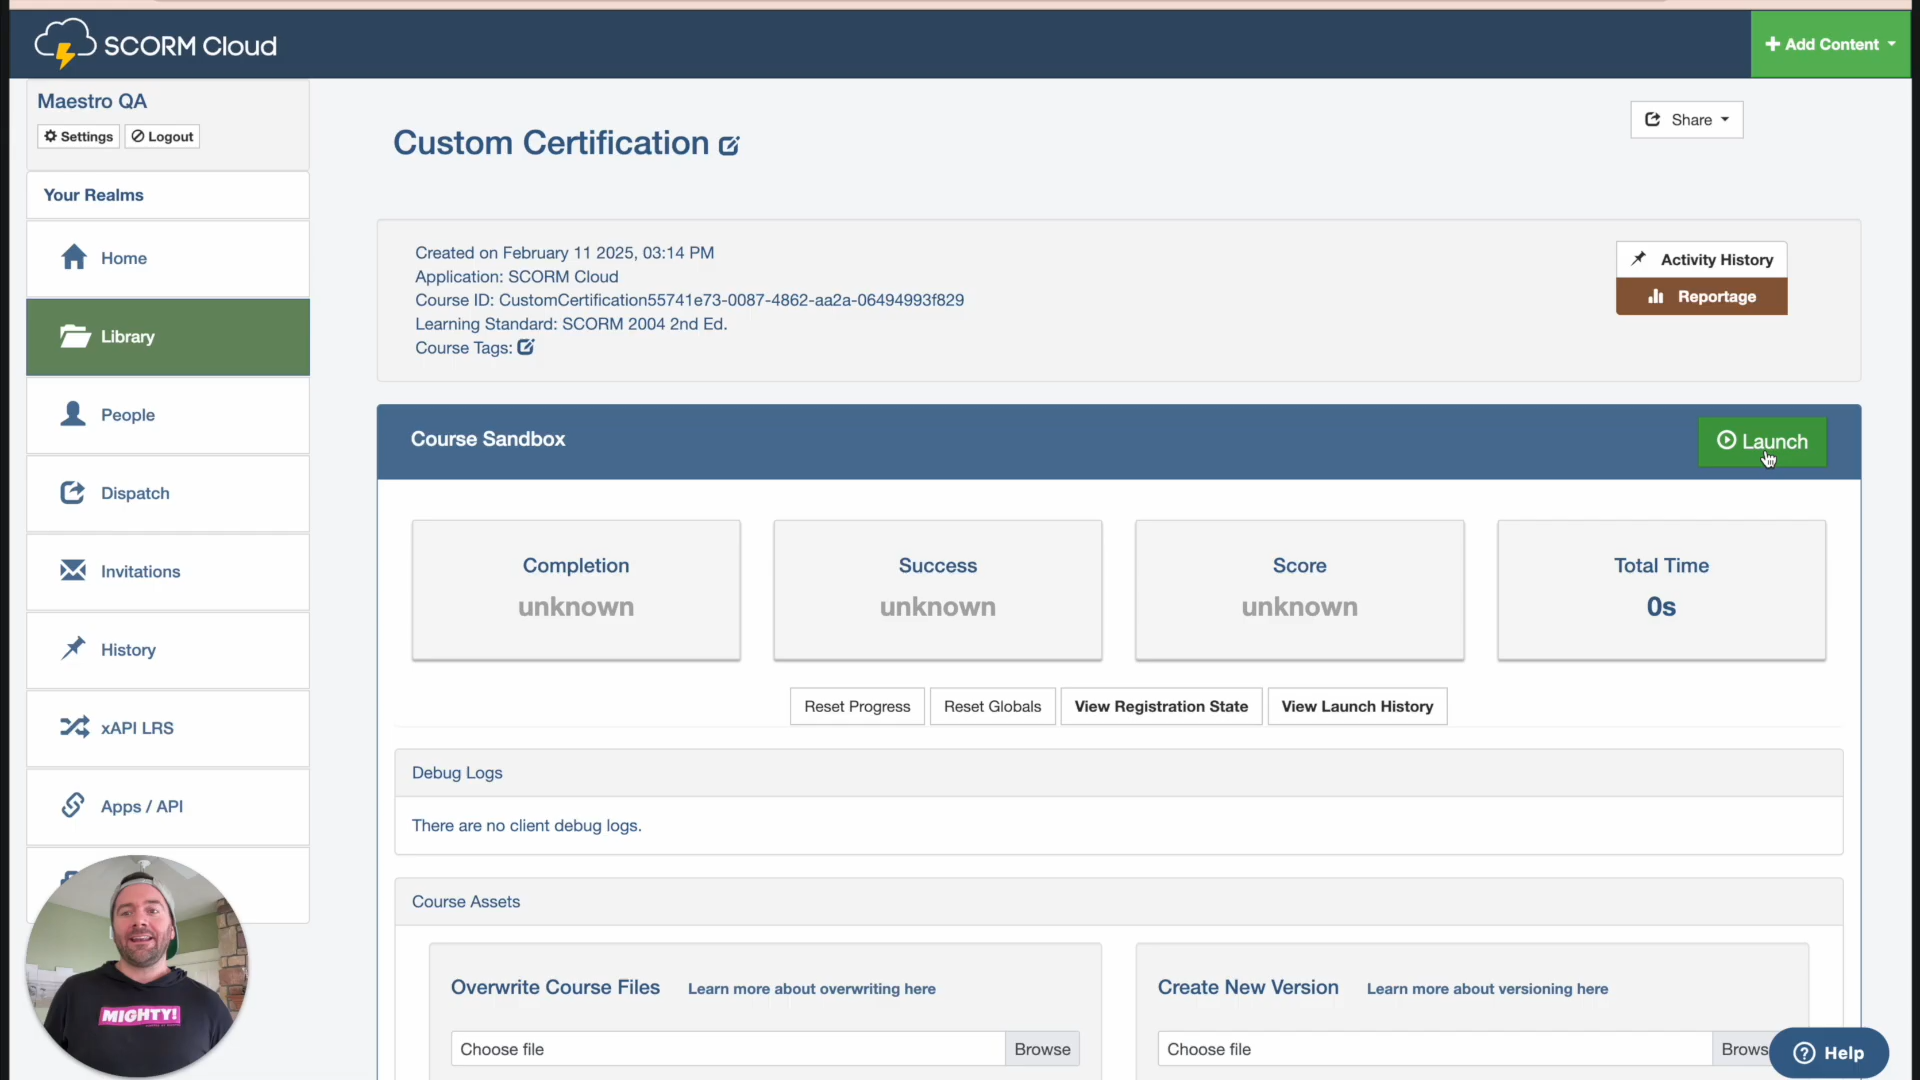 SCORM Cloud
Add Content
Maestro QA
Settings
Logout
Your Realms
Home
Library
People
Dispatch
Invitations
History
xAPI LRS
Apps / API
Custom Certification
Share
Created on February 11 2025, 03:14 PM
Application: SCORM Cloud
Course ID: CustomCertification55741e73-0087-4862-aa2a-06494993f829
Learning Standard: SCORM 2004 2nd Ed.
Course Tags:
Activity History
Reportage
Course Sandbox
Launch
Completion
unknown
Success
unknown
Score
unknown
Total Time
0s
Reset Progress
Reset Globals
View Registration State
View Launch History
Debug Logs
There are no client debug logs.
Course Assets
Overwrite Course Files
Learn more about overwriting here
Choose file
Browse
Create New Version
Learn more about versioning here
Choose file
Brows
Help
MIGHTY!